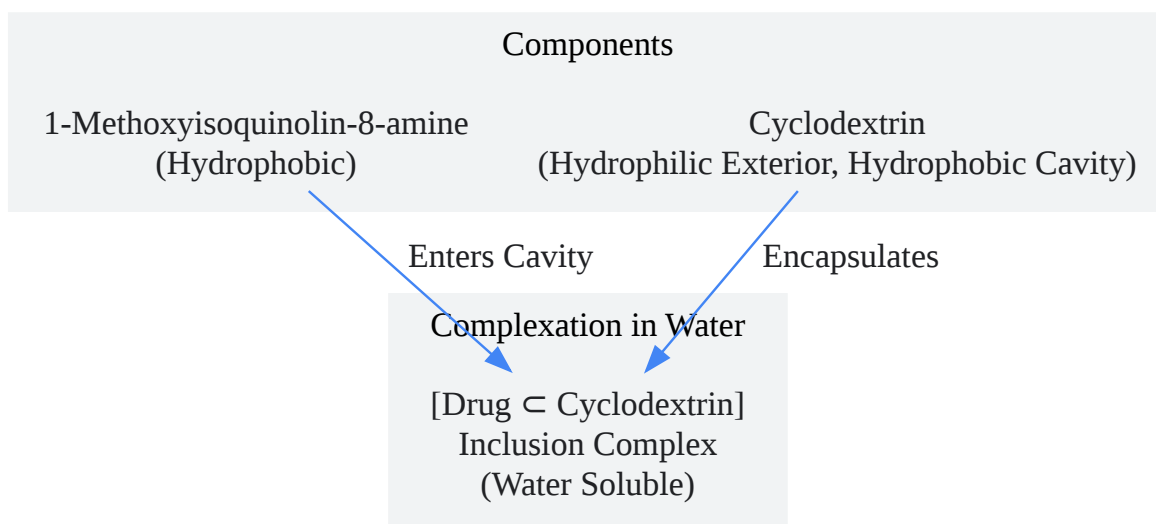 Components
1-Methoxyisoquinolin-8-amine
(Hydrophobic)
Cyclodextrin
(Hydrophilic Exterior, Hydrophobic Cavity)
Enters Cavity
Encapsulates
Complexation in Water
[Drug ⊂ Cyclodextrin]
Inclusion Complex
(Water Soluble)